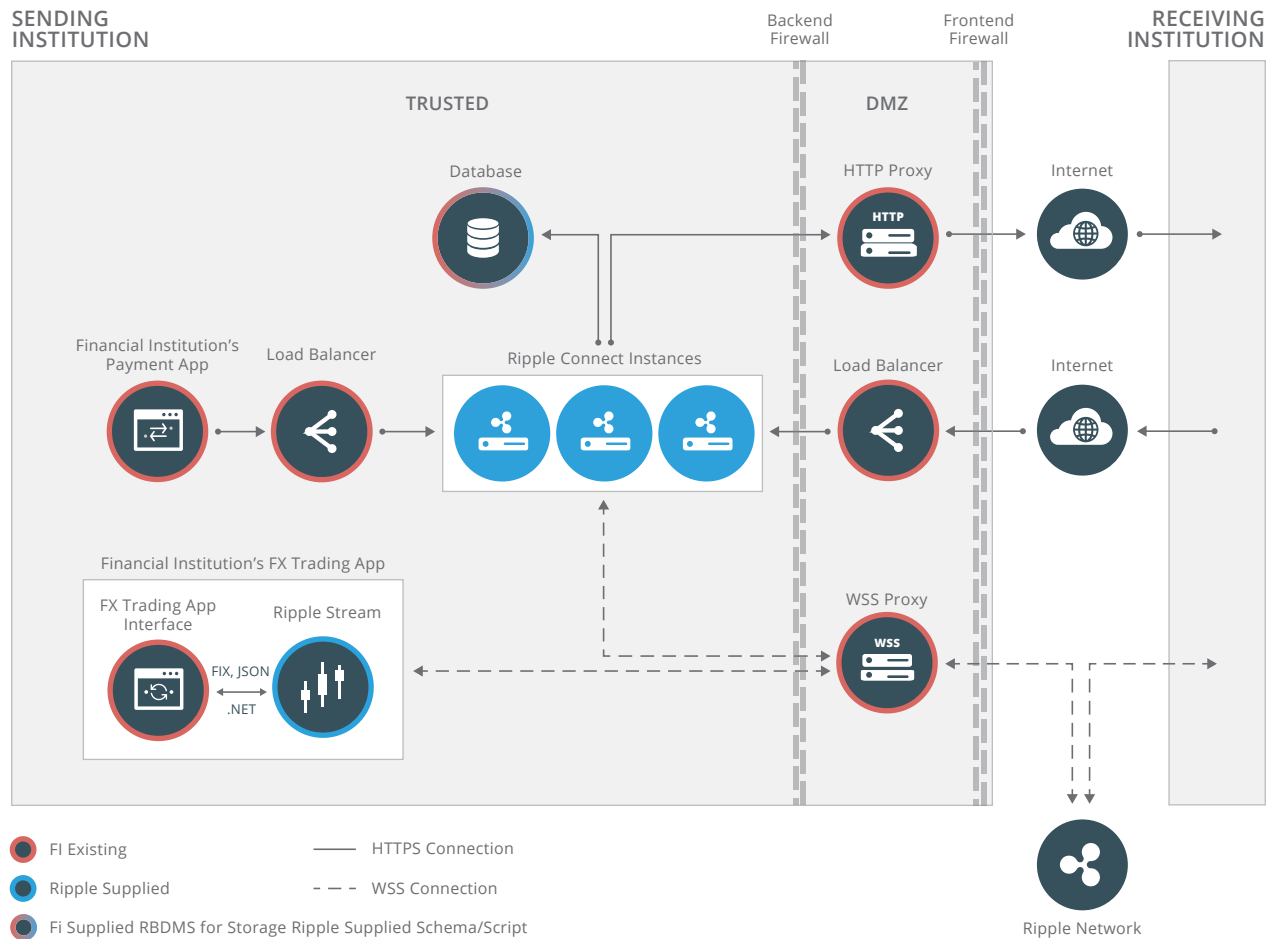 SENDING
INSTITUTION
Backend
Firewall
Frontend
Firewall
RECEIVING
INSTITUTION
TRUSTED
DMZ
Database
HTTP Proxy
Internet
HTTP
Financial Institution’s
Payment App
Load Balancer
Ripple Connect Instances
Load Balancer
Internet
Financial Institution’s FX Trading App
FX Trading App
Interface
Ripple Stream
FIX, JSON
.NET
WSS Proxy
WSS
FI Existing
HTTPS Connection
Ripple Supplied
WSS Connection
Fi Supplied RBDMS for Storage Ripple Supplied Schema/Script
Ripple Network